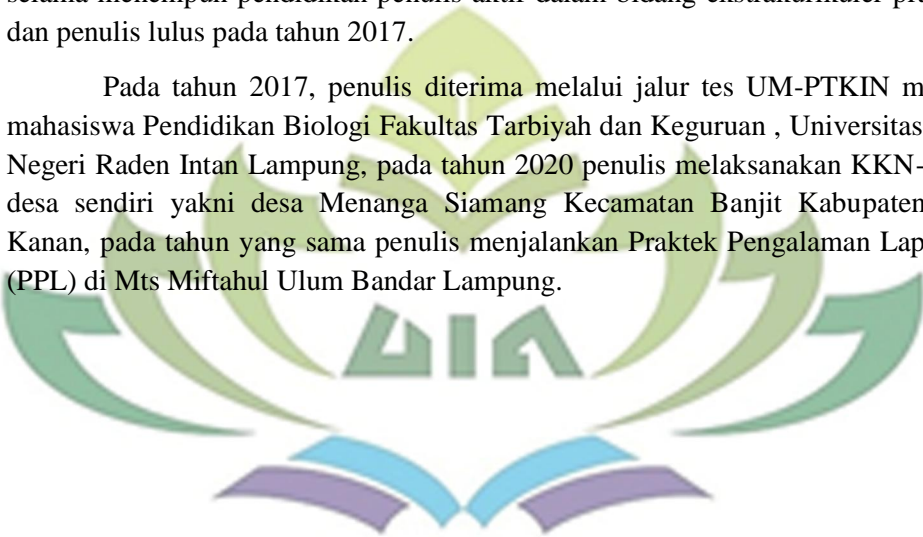 dan penulis lulus pada tahun 2017.
Pada tahun 2017, penulis diterima melalui jalur tes UM-PTKIN m
mahasiswa Pendidikan Biologi Fakultas Tarbiyah dan Keguruan , Universitas
Negeri Raden Intan Lampung, pada tahun 2020 penulis melaksanakan KKN-
desa sendiri yakni desa Menanga Siamang Kecamatan Banjit Kabupaten
Kanan, pada tahun yang sama penulis menjalankan Praktek Pengalaman Lap
(PPL) di Mts Miftahul Ulum Bandar Lampung.
UIN